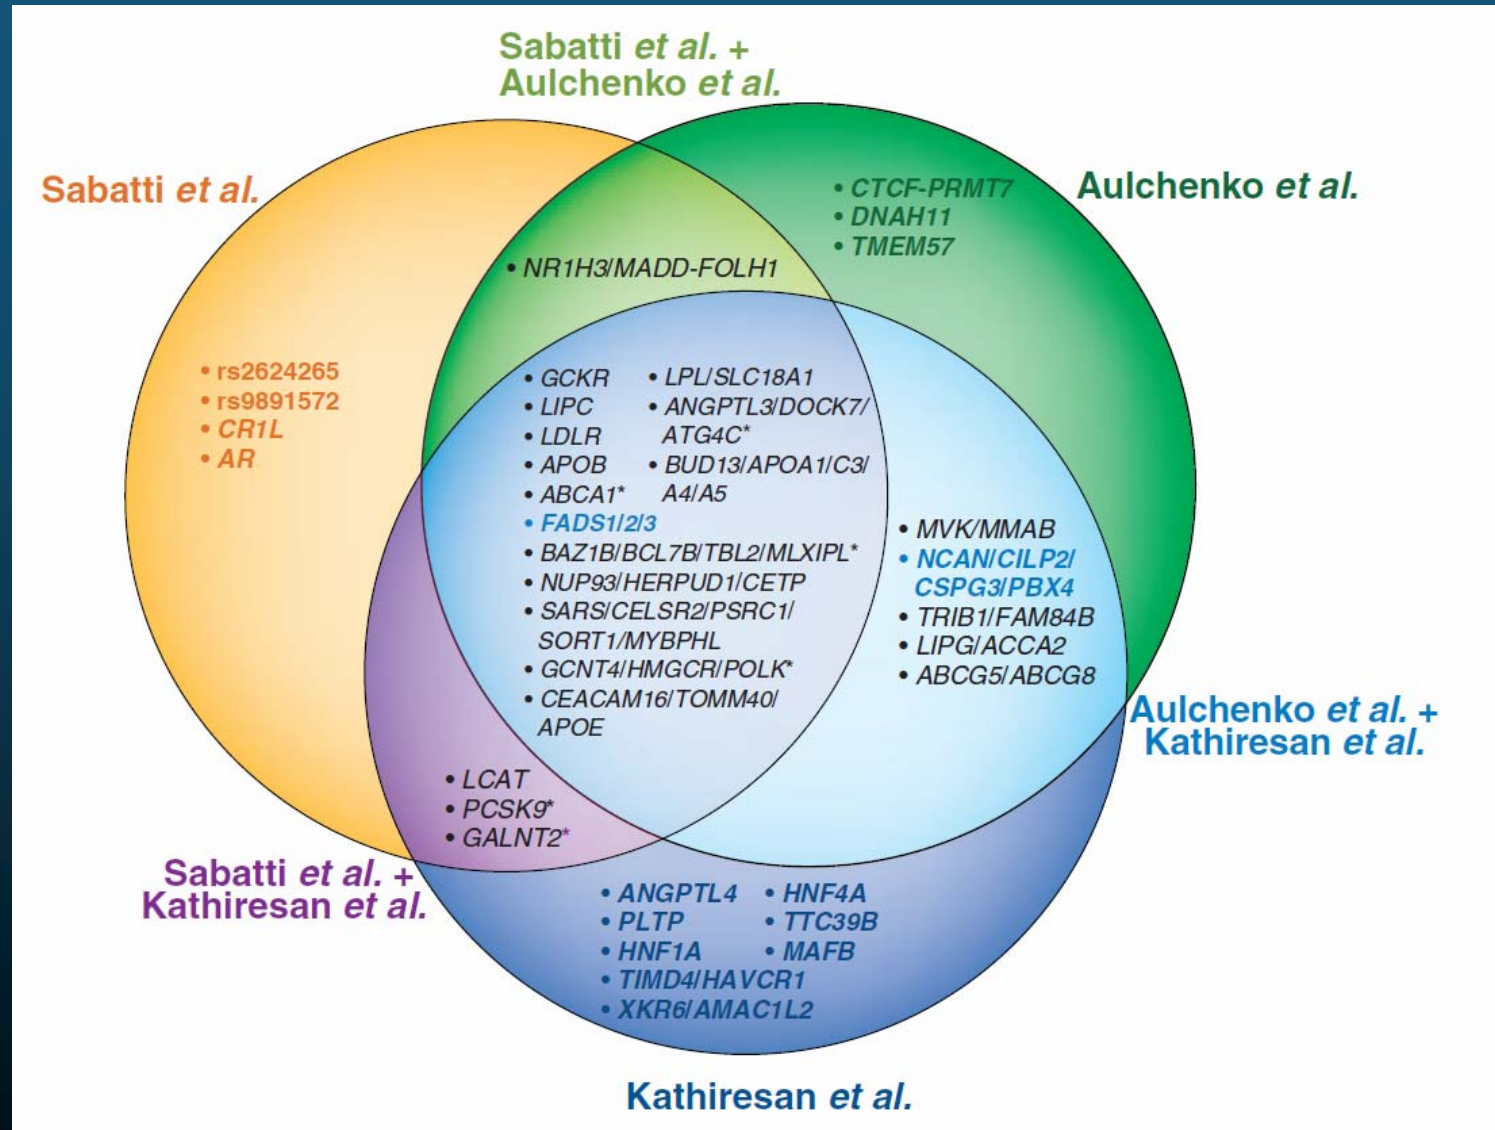 Sabatti et al. +
Aulchenko et al.
Sabatti et al.
Aulchenko et al.
• CTCF-PRMT7
• DNAH11
• TMEM57
• NR1H3/MADD-FOLH1
• rs2624265
• rs9891572
• CR1L
• AR
• GCKR
• LIPC
• LDLR
• APOB
• ABCA1*
• FADS1/2/3
• LPL/SLC18A1
• ANGPTL3/DOCK7/
ATG4C*
• BUD13/APOA1/C3/
A4/A5
• BAZ1B/BCL7B/TBL2/MLXIPL*
• NUP93/HERPUD1/CETP
• SARS/CELSR2/PSRC1/
SORT1/MYBPHL
• GCNT4/HMGCR/POLK*
• CEACAM16/TOMM40/
APOE
• MVK/MMAB
• NCAN/CILP2/
CSPG3/PBX4
• TRIB1/FAM84B
• LIPG/ACCA2
• ABCG5/ABCG8
Aulchenko et al. +
Kathiresan et al.
• LCAT
• PCSK9*
• GALNT2*
Sabatti et al. +
Kathiresan et al.
• ANGPTL4
• PLTP
• HNF1A
• HNF4A
• TTC39B
• MAFB
• TIMD4/HAVCR1
• XKR6/AMAC1L2
Kathiresan et al.